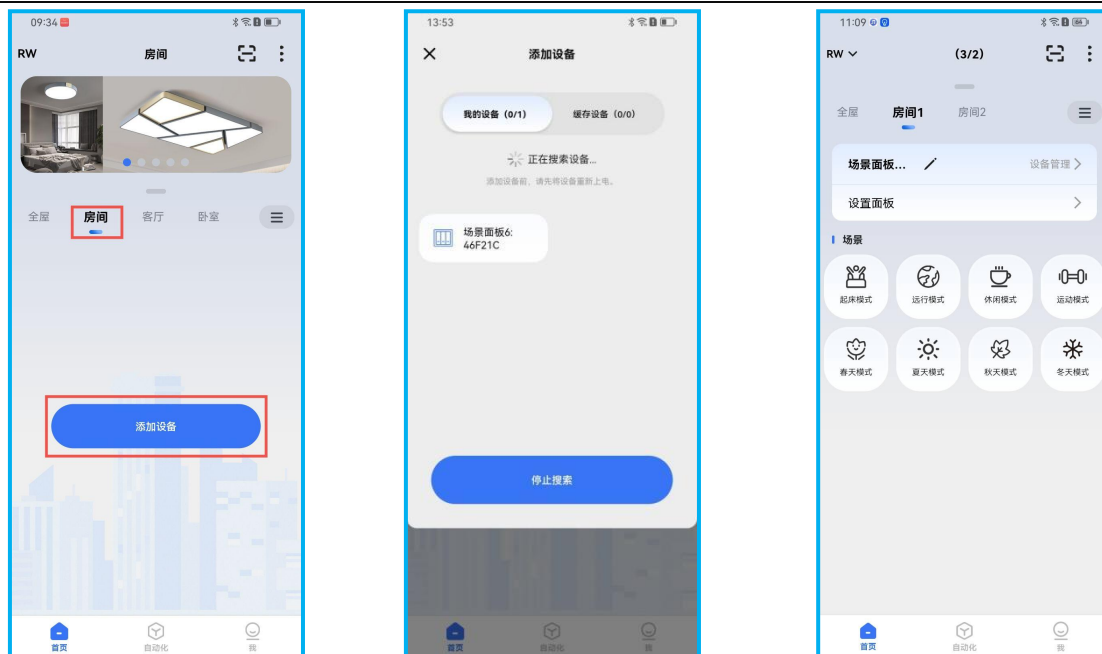 09:34
RW
房间
全屋
房间
客厅
卧室
添加设备
首页
自动化
我
13:53
添加设备
我的设备（0/1）
缓存设备（0/0）
正在搜索设备...
添加设备前，请先将设备重新上电。
场景面板6:
46F21C
停止搜索
首页
自动化
我
11:09
RW
(3/2)
全屋
房间1
房间2
场景面板...
设备管理
设置面板
场景
起床模式
远行模式
休闲模式
运动模式
春天模式
夏天模式
秋天模式
冬天模式
首页
自动化
我